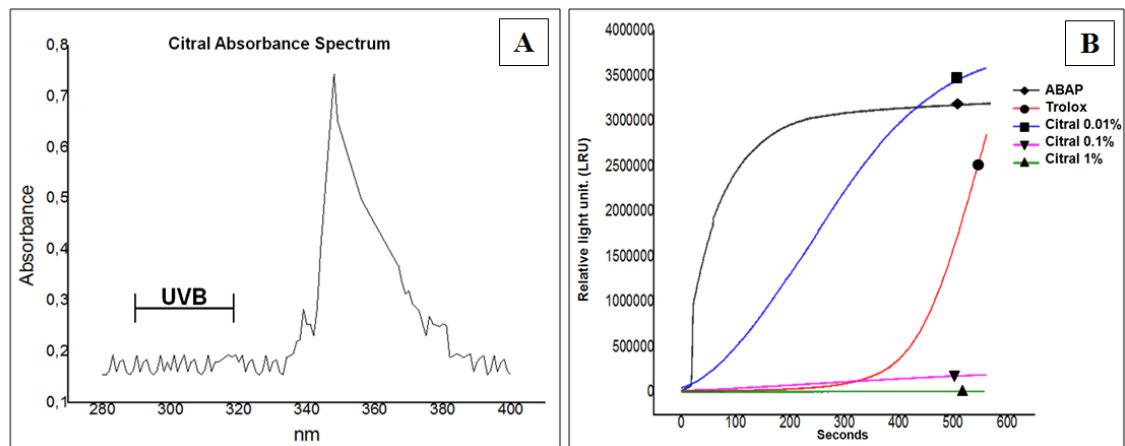 A
Citral Absorbance Spectrum
0,8
0,7
0,6
0,5
0,4
0,3
0,2
0,1
Absorbance
UVB
280
300
320
340
360
380
400
nm
B
4000000
3500000
3000000
2500000
2000000
1500000
1000000
500000
0
Relative light unit. (LRU)
0
100
200
300
400
500
600
Seconds
ABAP
Trolox
Citral 0.01%
Citral 0.1%
Citral 1%